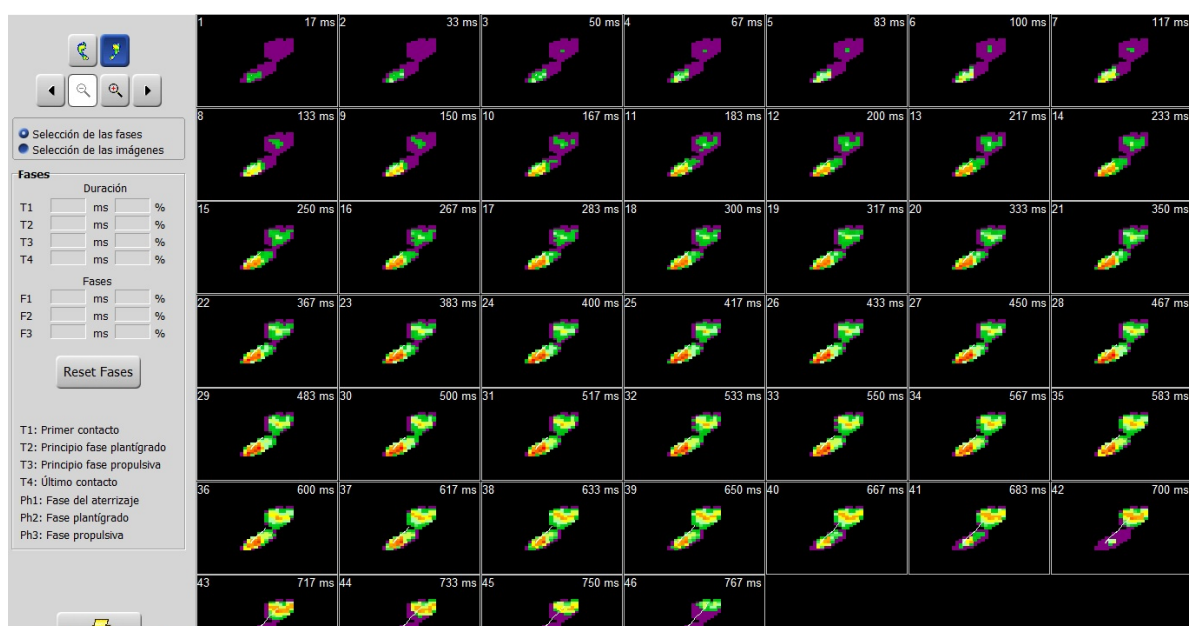 1 17 ms 2 33 ms 3 50 ms 4 67 ms 5 83 ms 6 100 ms 7 117 ms
8 133 ms 9 150 ms 10 167 ms 11 183 ms 12 200 ms 13 217 ms 14 233 ms
15 250 ms 16 267 ms 17 283 ms 18 300 ms 19 317 ms 20 333 ms 21 350 ms
22 367 ms 23 383 ms 24 400 ms 25 417 ms 26 433 ms 27 450 ms 28 467 ms
29 483 ms 30 500 ms 31 517 ms 32 533 ms 33 550 ms 34 567 ms 35 583 ms
36 600 ms 37 617 ms 38 633 ms 39 650 ms 40 667 ms 41 683 ms 42 700 ms
43 717 ms 44 733 ms 45 750 ms 46 767 ms
Selección de las fases
Selección de las imágenes
Fases
Duración
T1 ms %
T2 ms %
T3 ms %
T4 ms %
Fases
F1 ms %
F2 ms %
F3 ms %
Reset Fases
T1: Primer contacto
T2: Principio fase plantígrado
T3: Principio fase propulsiva
T4: Último contacto
Ph1: Fase del aterrizaje
Ph2: Fase plantígrado
Ph3: Fase propulsiva